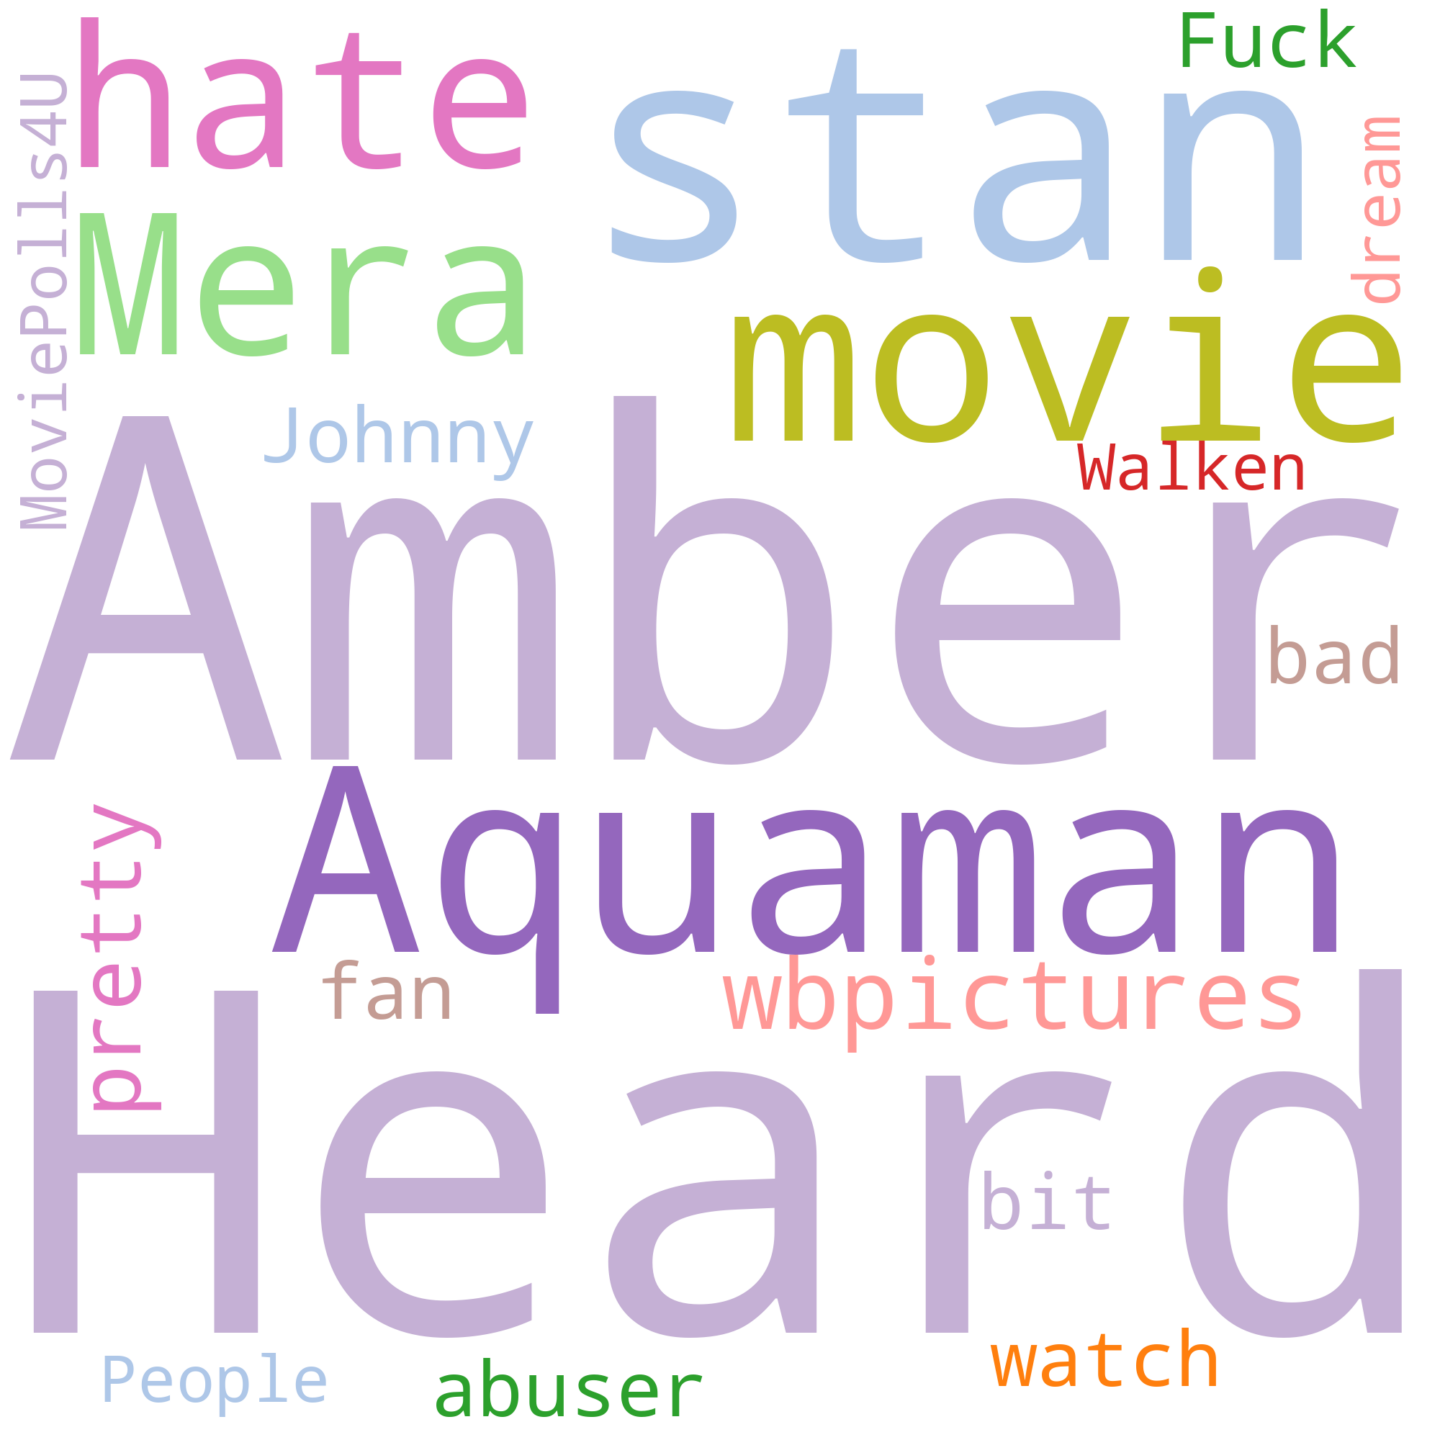 Fuck
hate
stan
MoviePolls4U
dream
Mera
movie
Johnny
Walken
Amber
bad
Aquaman
pretty
fan
wbpictures
Heard
bit
watch
People
abuser